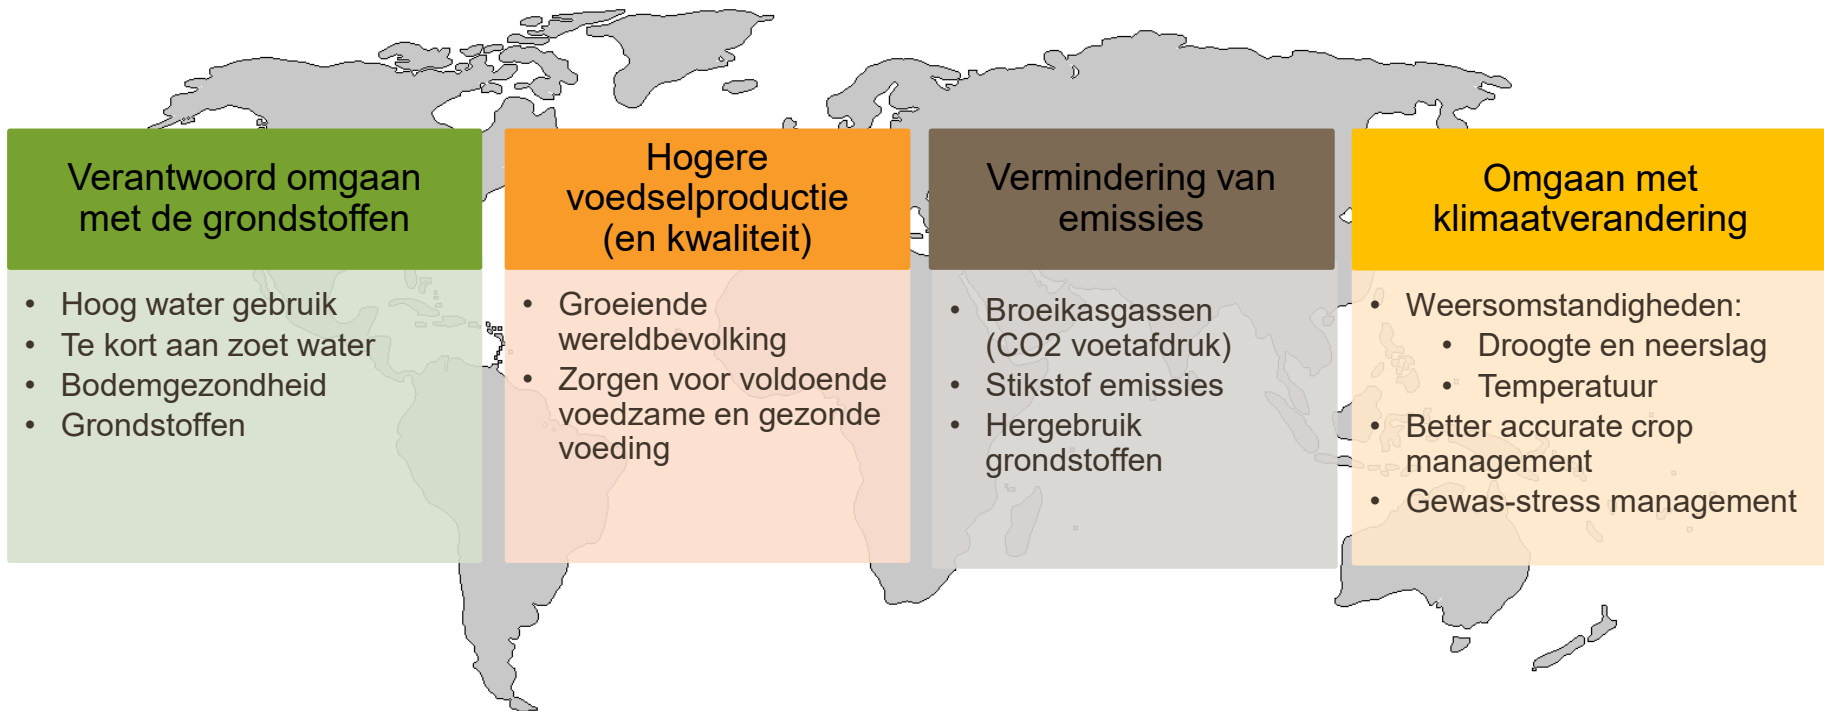 Verantwoord omgaan
met de grondstoffen
• Hoog water gebruik
• Te kort aan zoet water
• Bodemgezondheid
• Grondstoffen
Hogere
voedselproductie
(en kwaliteit)
• Groeiende
wereldbevolking
• Zorgen voor voldoende
voedzame en gezonde
voeding
Vermindering van
emissies
• Broeikasgassen
(CO2 voetafdruk)
• Stikstof emissies
• Hergebruik
grondstoffen
Omgaan met
klimaatverandering
• Weersomstandigheden:
• Droogte en neerslag
• Temperatuur
• Better accurate crop
management
• Gewas-stress management